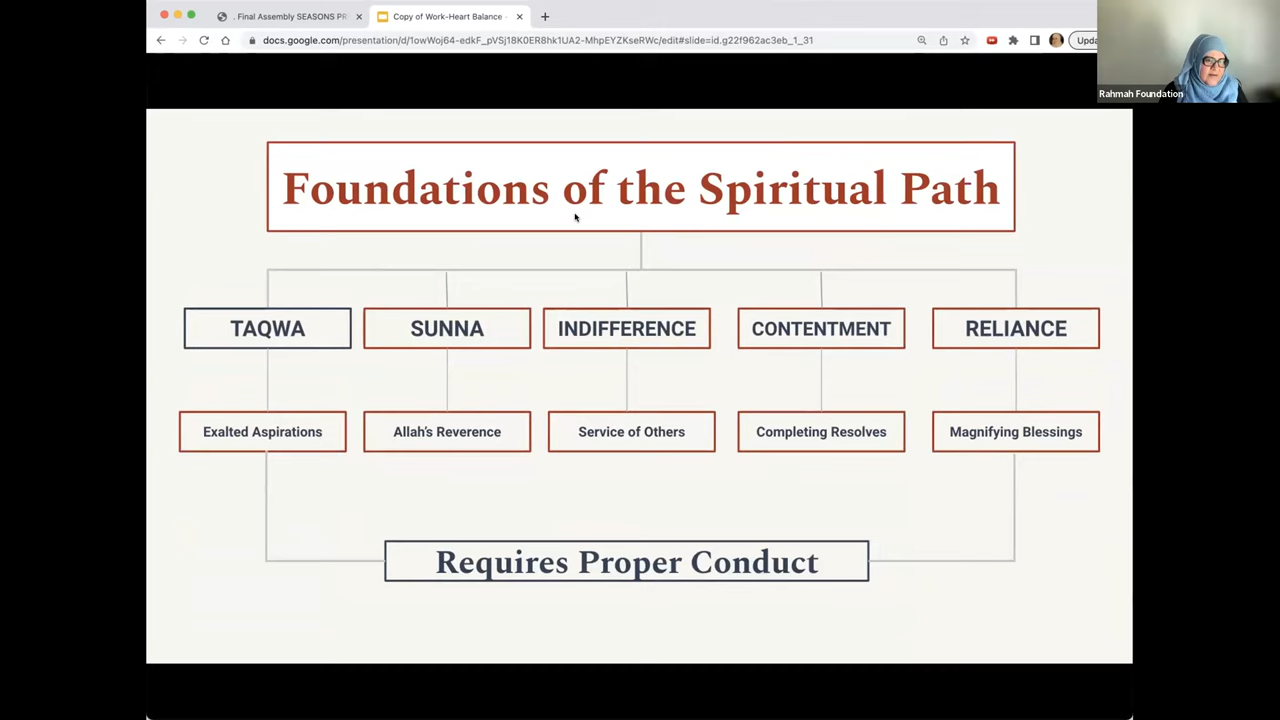 . Final Assembly SEASONS PR
Copy of Work-Heart Balance -
docs.google.com/presentation/d/1owWoj64-edkF_pVSj18K0ER8hk1UA2-MhpEYZKseRWc/edit#slide=id.g22f962ac3eb_1_31
Upda
Rahmah Foundation
Foundations of the Spiritual Path
TAQWA
SUNNA
INDIFFERENCE
CONTENTMENT
RELIANCE
Exalted Aspirations
Allah's Reverence
Service of Others
Completing Resolves
Magnifying Blessings
Requires Proper Conduct